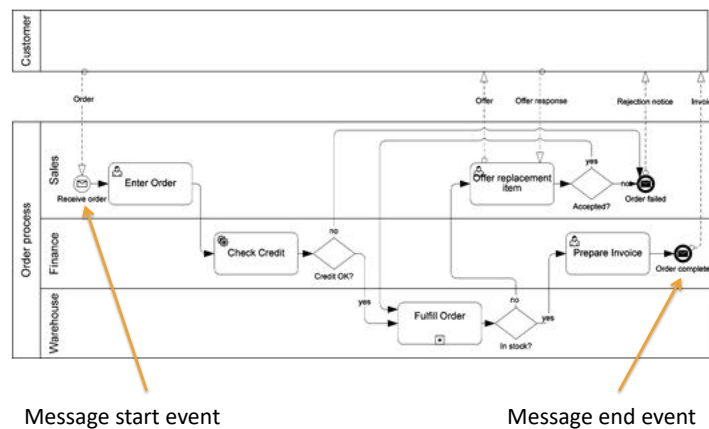 Customer
Order
Offer
Offer response
Rejection notice
Order process
Sales
Receive order
Enter Order
Offer replacement
item
yes
Accepted?
no
Order failed
Finance
Check Credit
no
Credit OK?
yes
Prepare Invoice
Order complete
Warehouse
Fulfill Order
no
yes
In stock?
Message start event
Message end event